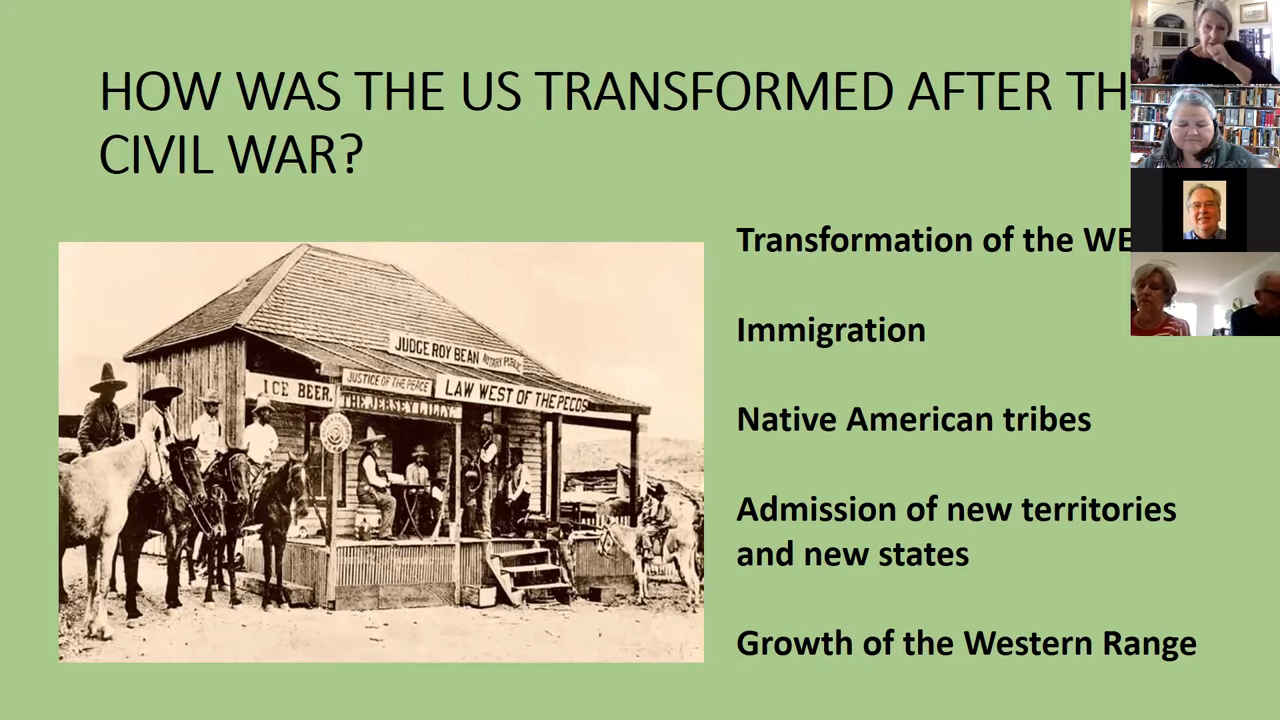 HOW WAS THE US TRANSFORMED AFTER TH
CIVIL WAR?
Transformation of the WE
Immigration
Native American tribes
Admission of new territories
and new states
Growth of the Western Range
JUDGE ROY BEAN NOTARY PUBLIC
ICE BEER.
JUSTICE OF THE PEACE
LAW WEST OF THE PECOS
THE JERSEY LILLY